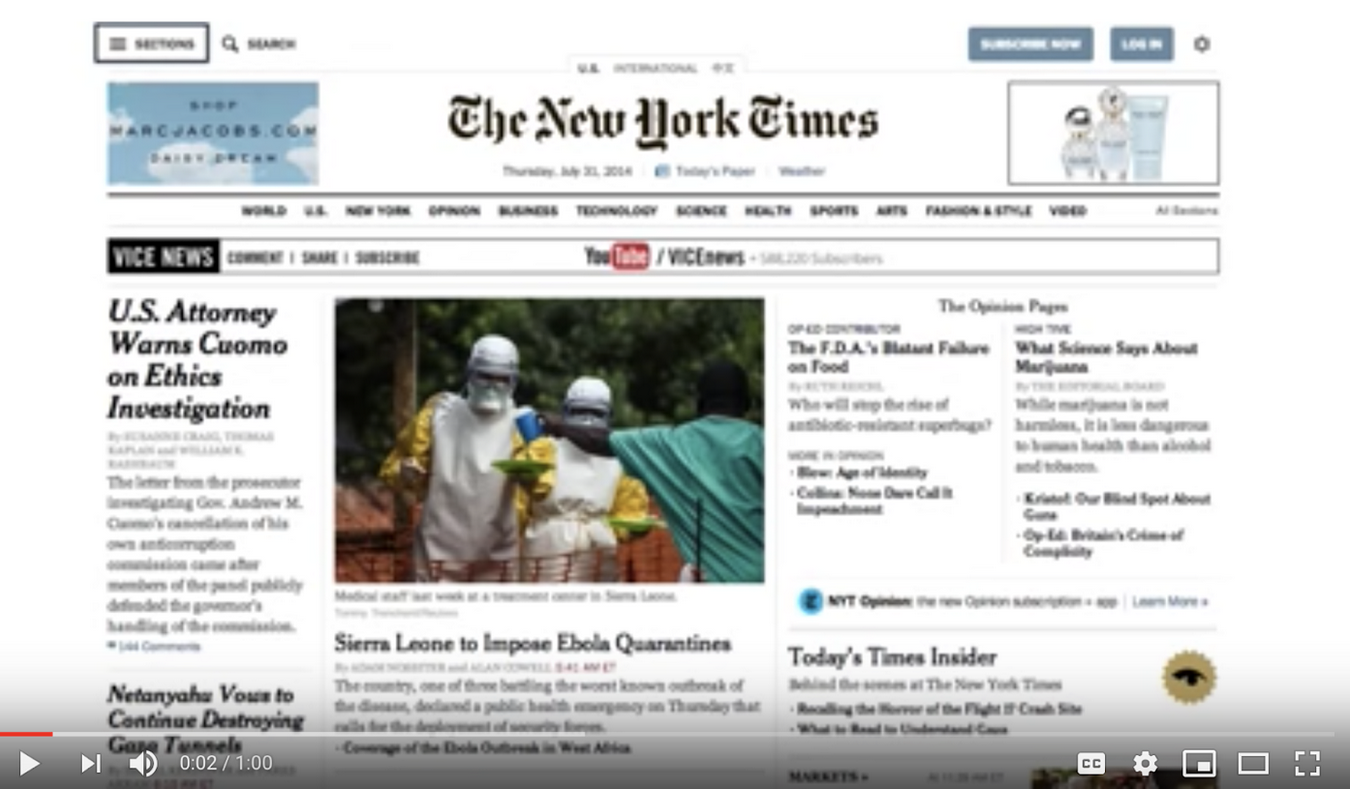 SECTIONS
SEARCH
SUBSCRIBE NOW
LOG IN
U.S. INTERNATIONAL 中文
SHOP
MARCJACOBS.COM
DAISY DREAM
The New York Times
Thursday, July 31, 2014
Today's Paper
Weather
WORLD U.S. NEW YORK OPINION BUSINESS TECHNOLOGY SCIENCE HEALTH SPORTS ARTS FASHION & STYLE VIDEO All Sections
VICE NEWS COMMENT | SHARE | SUBSCRIBE
YouTube / VICEnews + 588,220 Subscribers
U.S. Attorney
Warns Cuomo
on Ethics
Investigation
By SUSANNE CRAIG, THOMAS
KAPLAN and WILLIAM K.
RASHBAUM
The letter from the prosecutor
investigating Gov. Andrew M.
Cuomo's cancellation of his
own anticorruption
commission came after
members of the panel publicly
defended the governor's
handling of the commission.
144 Comments
Netanyahu Vows to
Continue Destroying
Gaza Tunnels
Medical staff last week at a treatment center in Sierra Leone.
Tommy Trenchard/Reuters
Sierra Leone to Impose Ebola Quarantines
By ADAM NOSSITER and ALAN COWELL 8:41 AM ET
The country, one of three battling the worst known outbreak of
the disease, declared a public health emergency on Thursday that
calls for the deployment of security forces.
· Coverage of the Ebola Outbreak in West Africa
The Opinion Pages
OP-ED CONTRIBUTOR
The F.D.A.'s Blatant Failure
on Food
By RUTH REICHL
Who will stop the rise of
antibiotic-resistant superbugs?
MORE IN OPINION
· Blow: Age of Identity
· Collins: None Dare Call It
Impeachment
HIGH TIME
What Science Says About
Marijuana
By THE EDITORIAL BOARD
While marijuana is not
harmless, it is less dangerous
to human health than alcohol
and tobacco.
· Kristof: Our Blind Spot About
Guns
· Op-Ed: Britain's Crime of
Complicity
NYT Opinion: the new Opinion subscription + app | Learn More »
Today's Times Insider
Behind the scenes at The New York Times
· Recalling the Horror of the Flight 17 Crash Site
· What to Read to Understand Gaza
MARKETS »
0:02 / 1:00
CC